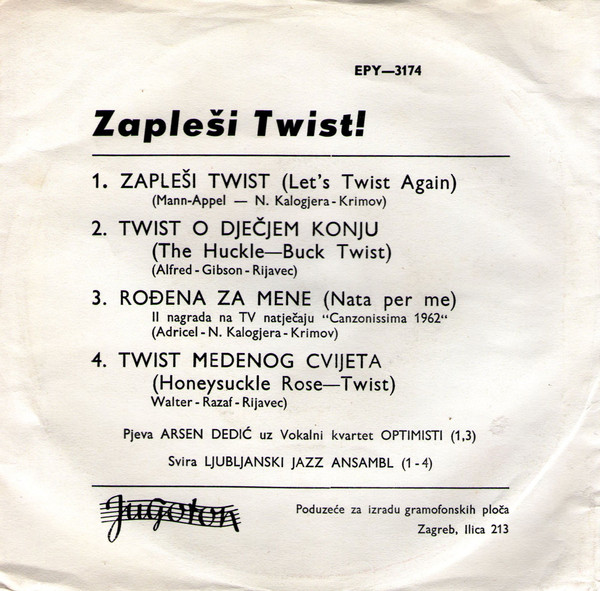 EPY—3174
Zapleši Twist!
1. ZAPLEŠI TWIST (Let's Twist Again)
(Mann-Appel — N. Kalogjera-Krimov)
2. TWIST O DJEČJEM KONJU
(The Huckle—Buck Twist)
(Alfred-Gibson-Rijavec)
3. ROĐENA ZA MENE (Nata per me)
II nagrada na TV natječaju “Canzonissima 1962“
(Adricel-N. Kalogjera-Krimov)
4. TWIST MEDENOG CVIJETA
(Honeysuckle Rose—Twist)
Walter-Razaf-Rijavec)
Pjeva ARSEN DEDIĆ uz Vokalni kvartet OPTIMISTI (1,3)
Svira LJUBLJANSKI JAZZ ANSAMBL (1-4)
Jugoton
Poduzeće za izradu gramofonskih ploča
Zagreb, Ilica 213